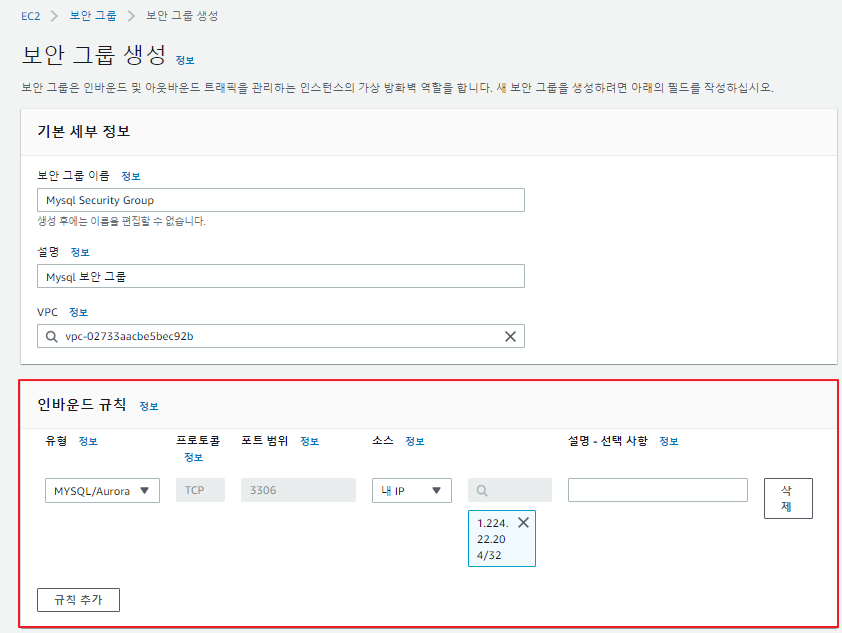 EC2 > 보안 그룹 > 보안 그룹 생성
보안 그룹 생성 정보
보안 그룹은 인바운드 및 아웃바운드 트래픽을 관리하는 인스턴스의 가상 방화벽 역할을 합니다. 새 보안 그룹을 생성하려면 아래의 필드를 작성하십시오.
기본 세부 정보
보안 그룹 이름 정보
Mysql Security Group
생성 후에는 이름을 편집할 수 없습니다.
설명 정보
Mysql 보안 그룹
VPC 정보
vpc-02733aacbe5bec92b
인바운드 규칙 정보
유형 정보 프로토콜 포트 범위 정보 소스 정보 설명 - 선택 사항 정보
정보
MYSQL/Aurora TCP 3306 내 IP 삭
제
1.224.
22.20
4/32
규칙 추가